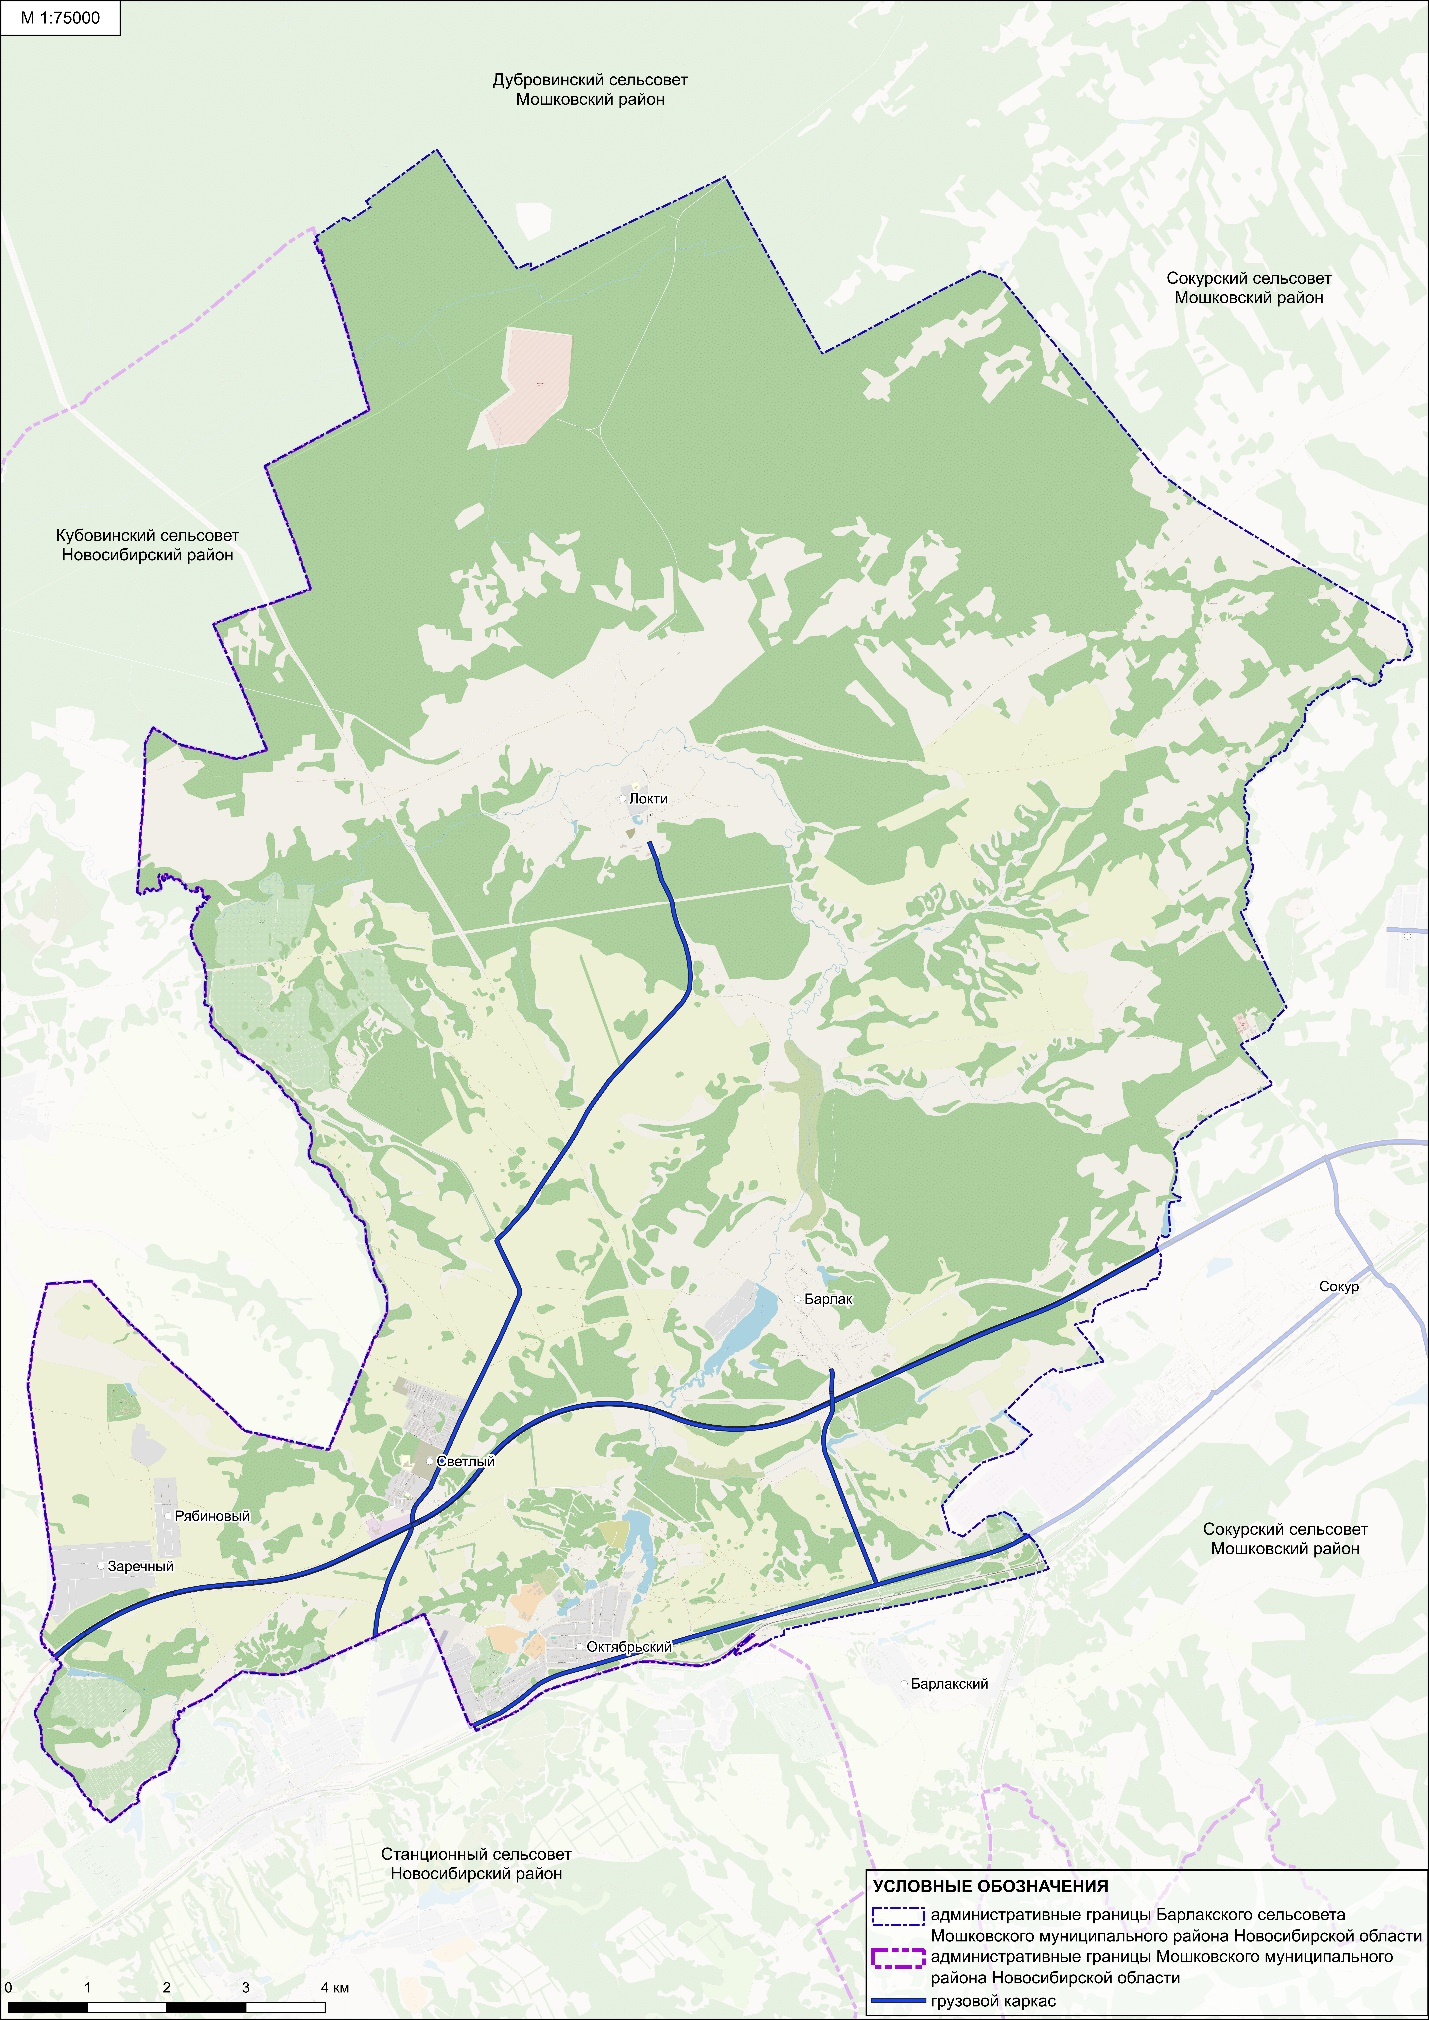 М 1:75000
Дубровинский сельсовет
Мошковский район
Сокурский сельсовет
Мошковский район
Кубовинский сельсовет
Новосибирский район
Локти
Барлак
Сокур
Светлый
Рябиновый
Заречный
Сокурский сельсовет
Мошковский район
Октябрьский
Барлакский
Станционный сельсовет
Новосибирский район
УСЛОВНЫЕ ОБОЗНАЧЕНИЯ
административные границы Барлакского сельсовета
Мошковского муниципального района Новосибирской области
административные границы Мошковского муниципального
района Новосибирской области
грузовой каркас
0 1 2 3 4 км